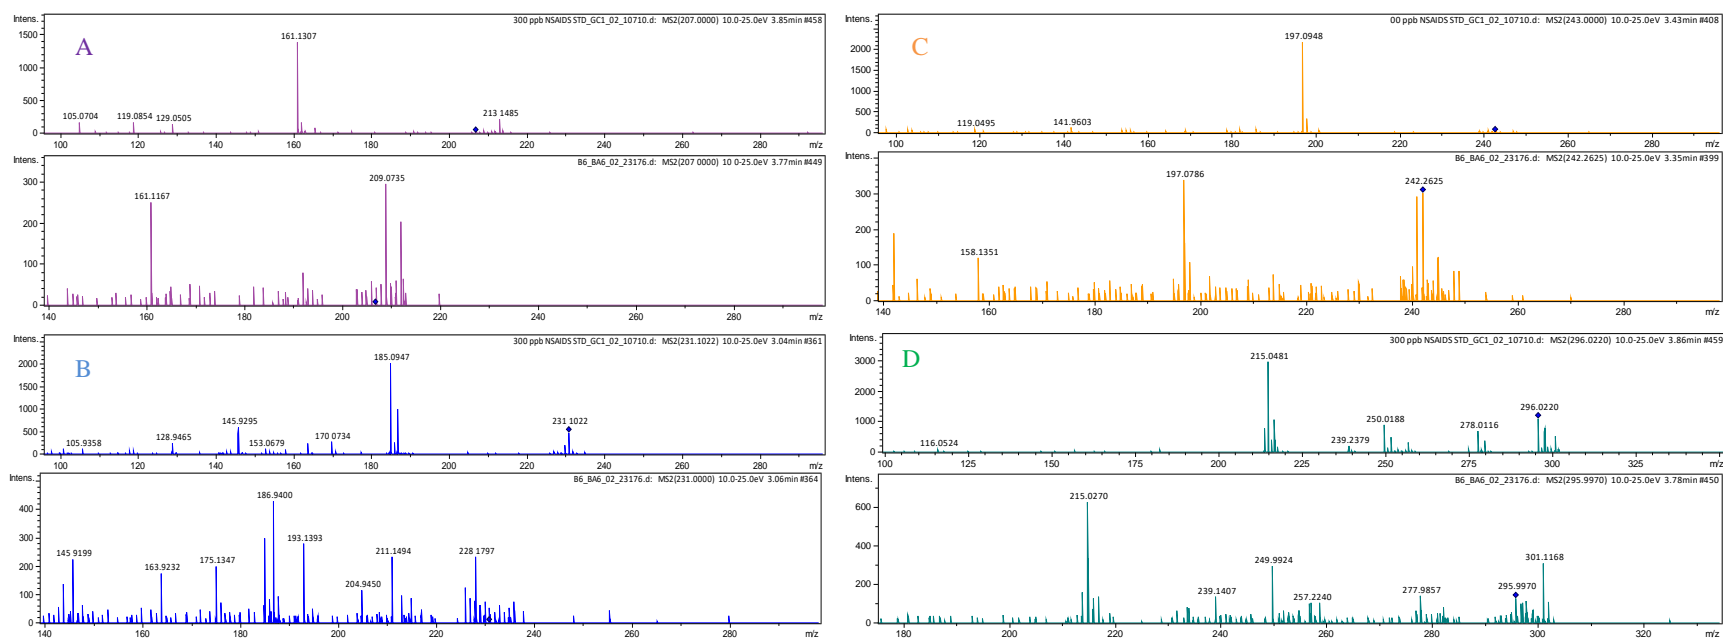 Intens.
300 ppb NSAIDS STD_GC1_02_10710.d: MS2(207.0000) 10.0-25.0eV 3.85min #458
A
1500
1000
500
0
161.1307
105.0704
119.0854
129.0505
213 1485
100 120 140 160 180 200 220 240 260 280 m/z
Intens.
B6_BA6_02_23176.d: MS2(207 0000) 10 0-25.0eV 3.77min #449
300
200
100
0
161.1167
209.0735
140 160 180 200 220 240 260 280 m/z
Intens.
300 ppb NSAIDS STD_GC1_02_10710.d: MS2(231.1022) 10.0-25.0eV 3.04min #361
B
2000
1500
1000
500
0
185.0947
105.9358
128.9465
145.9295
153.0679
170 0734
231 1022
100 120 140 160 180 200 220 240 260 280 m/z
Intens.
B6_BA6_02_23176.d: MS2(231.0000) 10.0-25.0eV 3.06min #364
400
300
200
100
0
145 9199
163.9232
175.1347
186.9400
193.1393
204.9450
211.1494
228 1797
140 160 180 200 220 240 260 280 m/z
Intens.
00 ppb NSAIDS STD_GC1_02_10710.d: MS2(243.0000) 10.0-25.0eV 3.43min #408
C
2000
1500
1000
500
0
197.0948
119.0495
141.9603
100 120 140 160 180 200 220 240 260 280 m/z
Intens.
B6_BA6_02_23176.d: MS2(242.2625) 10.0-25.0eV 3.35min #399
300
200
100
0
158.1351
197.0786
242.2625
140 160 180 200 220 240 260 280 m/z
Intens.
300 ppb NSAIDS STD_GC1_02_10710.d: MS2(296.0220) 10.0-25.0eV 3.86min #459
D
3000
2000
1000
0
116.0524
215.0481
239.2379
250.0188
278.0116
296.0220
100 125 150 175 200 225 250 275 300 325 m/z
Intens.
B6_BA6_02_23176.d: MS2(295.9970) 10.0-25.0eV 3.78min #450
600
400
200
0
215.0270
239.1407
249.9924
257.2240
277.9857
295.9970
301.1168
180 200 220 240 260 280 300 320 m/z